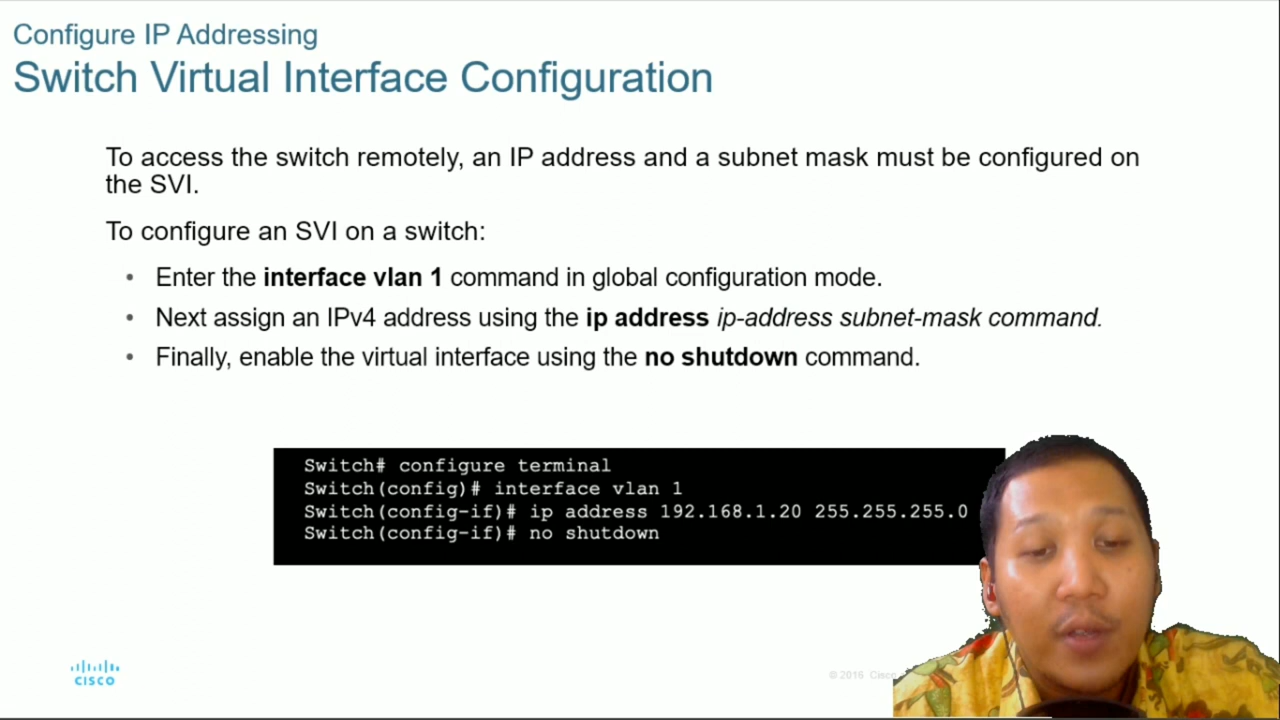 Configure IP Addressing
Switch Virtual Interface Configuration
To access the switch remotely, an IP address and a subnet mask must be configured on
the SVI.
To configure an SVI on a switch:
• Enter the interface vlan 1 command in global configuration mode.
• Next assign an IPv4 address using the ip address ip-address subnet-mask command.
• Finally, enable the virtual interface using the no shutdown command.
Switch# configure terminal
Switch(config)# interface vlan 1
Switch(config-if)# ip address 192.168.1.20 255.255.255.0
Switch(config-if)# no shutdown
CISCO
© 2016 Cisco